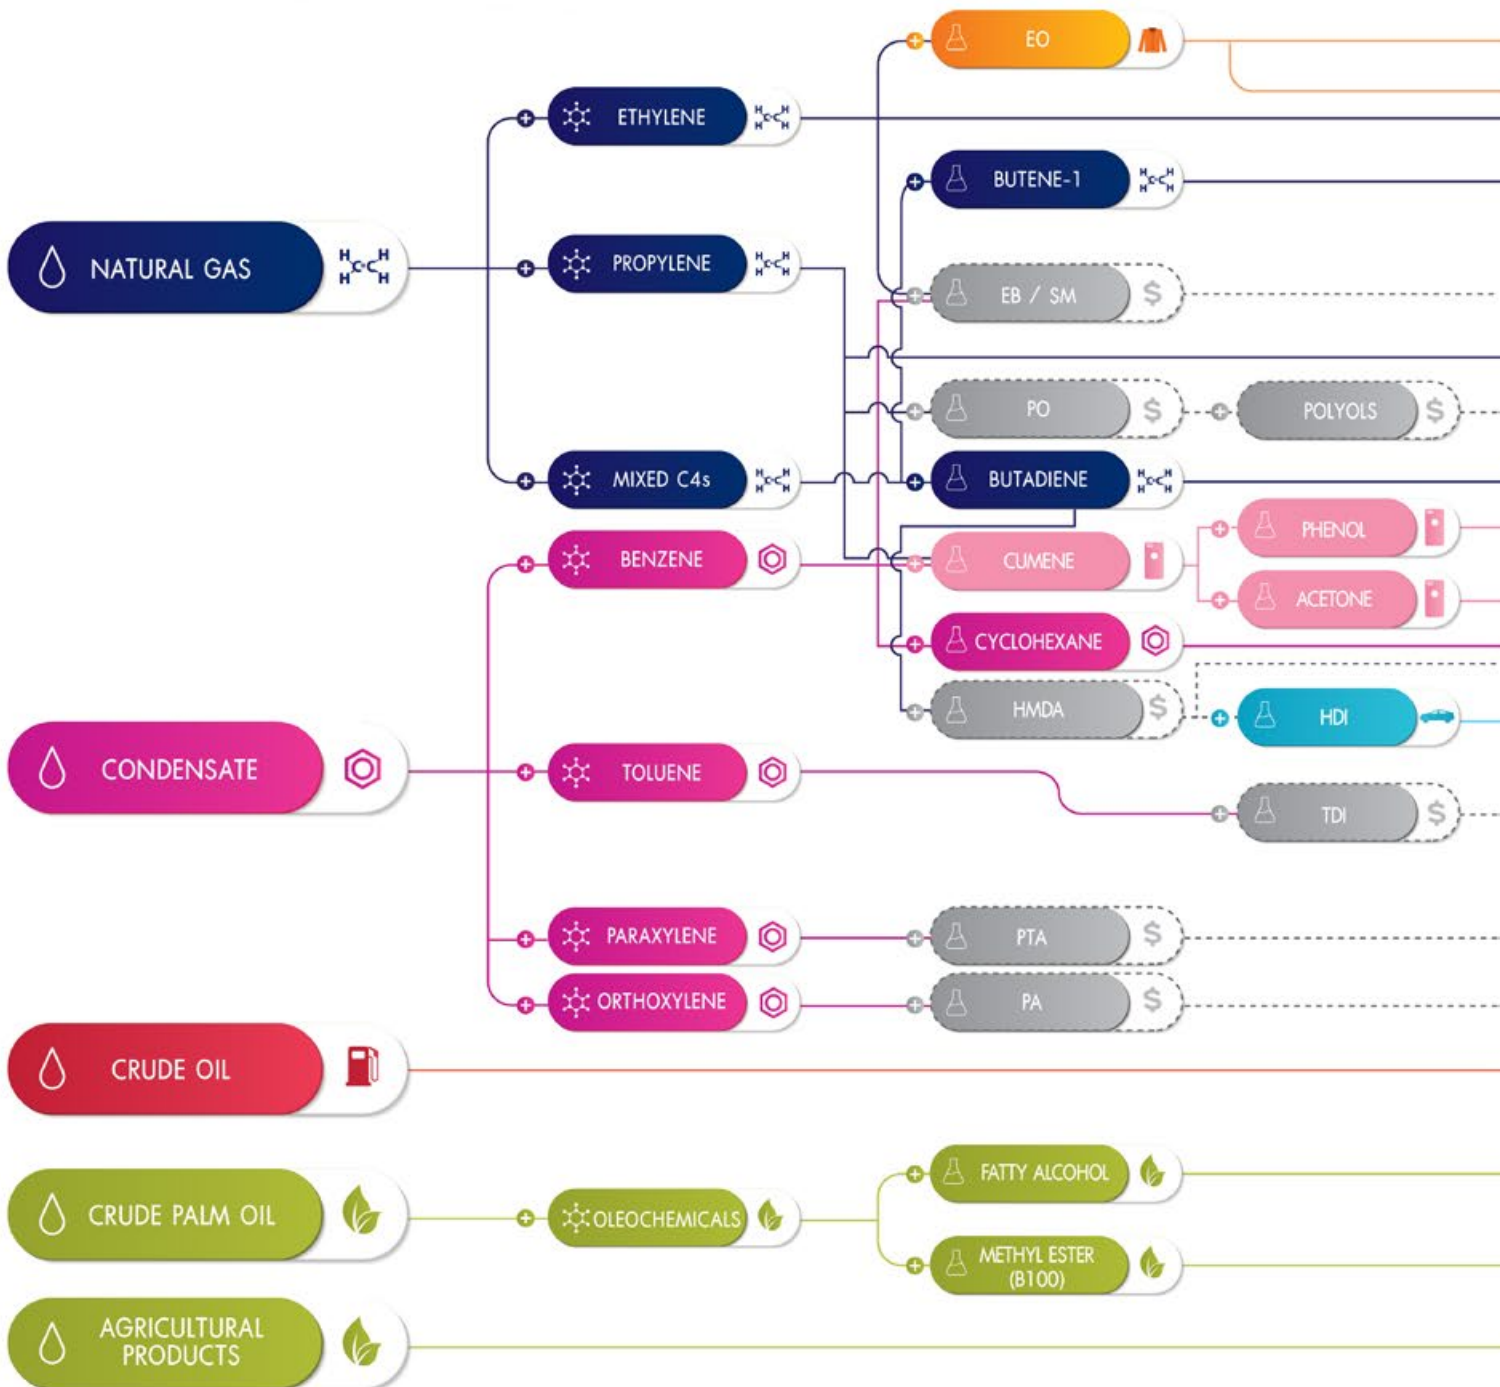 EO
ETHYLENE
BUTENE-1
NATURAL GAS
PROPYLENE
EB / SM
PO
POLYOLS
MIXED C4s
BUTADIENE
PHENOL
BENZENE
CUMENE
ACETONE
CYCLOHEXANE
HMDA
HDI
CONDENSATE
TOLUENE
TDI
PARAXYLENE
PTA
ORTHOXYLENE
PA
CRUDE OIL
FATTY ALCOHOL
CRUDE PALM OIL
OLEOCHEMICALS
METHYL ESTER
(B100)
AGRICULTURAL
PRODUCTS